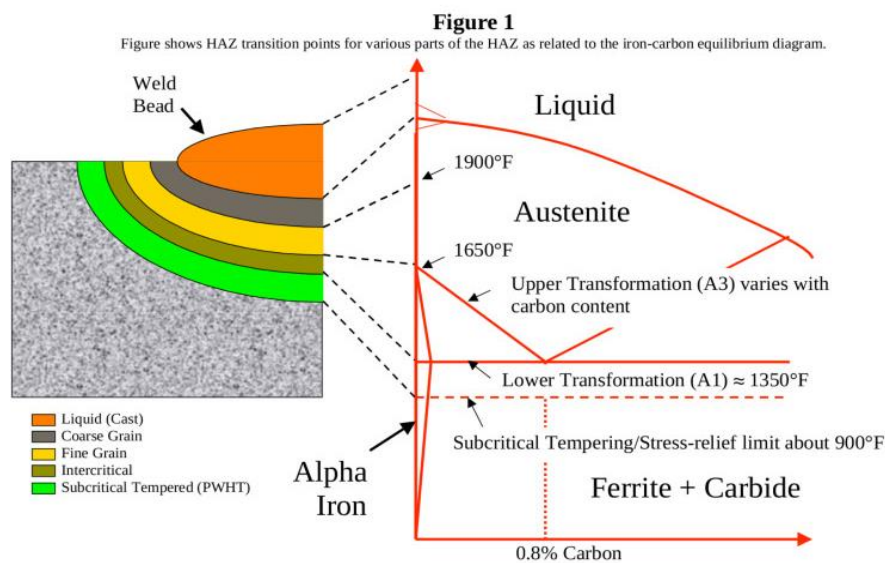 Figure 1
Figure shows HAZ transition points for various parts of the HAZ as related to the iron-carbon equilibrium diagram.
Weld
Bead
Liquid
1900°F
Austenite
1650°F
Upper Transformation (A3) varies with
carbon content
Lower Transformation (A1) ≈ 1350°F
Liquid (Cast)
Coarse Grain
Fine Grain
Intercritical
Subcritical Tempered (PWHT)
Subcritical Tempering/Stress-relief limit about 900°F
Alpha
Iron
Ferrite + Carbide
0.8% Carbon